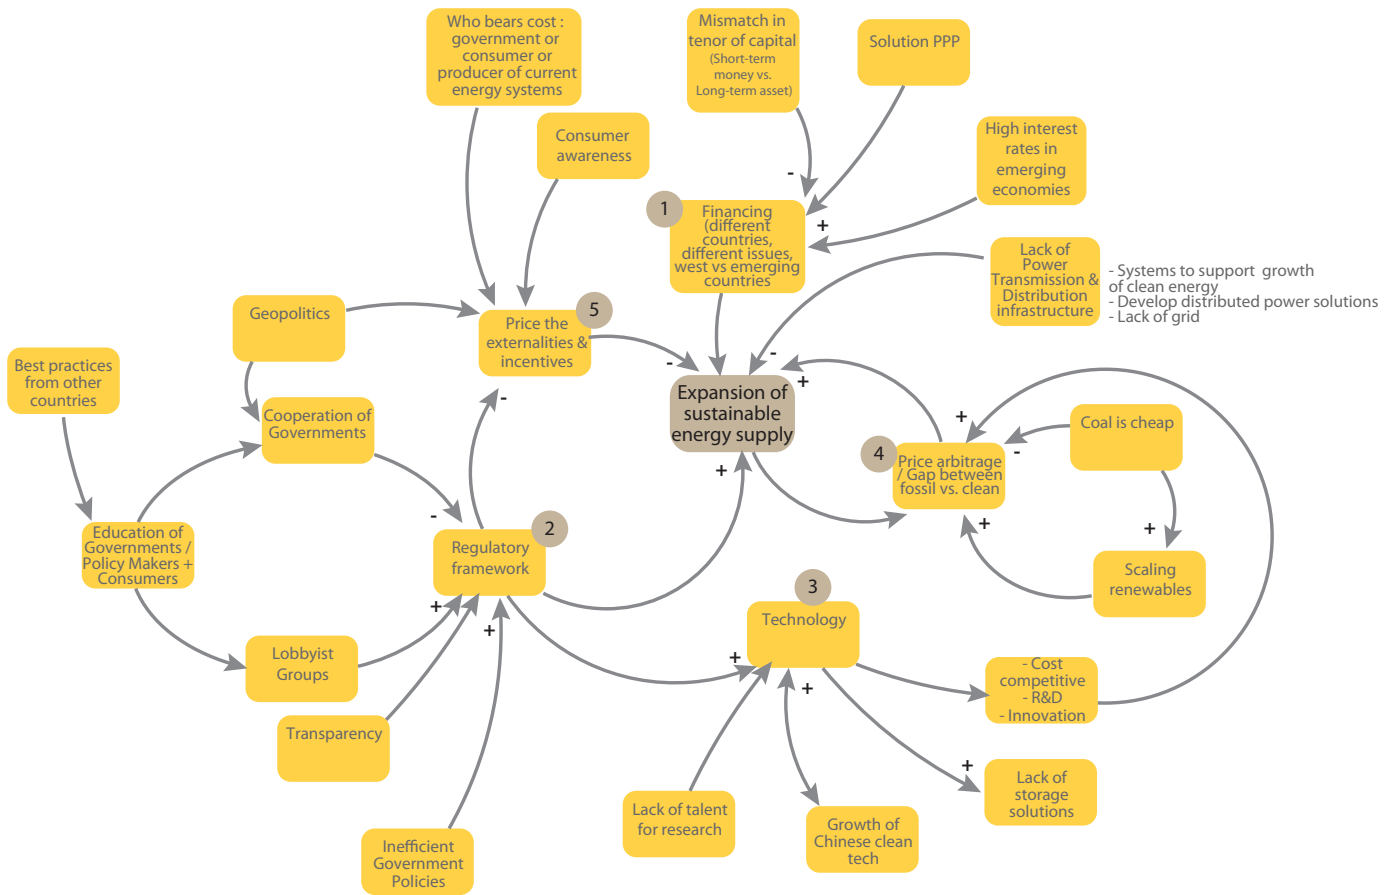 Who bears cost :
government or
consumer or
producer of current
energy systems
Mismatch in
tenor of capital
(Short-term
money vs.
Long-term asset)
Solution PPP
Consumer
awareness
High interest
rates in
emerging
economies
-
1
Financing
(different
countries,
different issues,
west vs emerging
countries
+
Lack of
Power
Transmission &
Distribution
infrastructure
- Systems to support growth
of clean energy
- Develop distributed power solutions
- Lack of grid
Geopolitics
5
Price the
externalities &
incentives
-
-
+
Best practices
from other
countries
Expansion of
sustainable
energy supply
-
Cooperation of
Governments
+
Coal is cheap
-
4
Price arbitrage
/ Gap between
fossil vs. clean
+
-
2
Regulatory
framework
+
+
Education of
Governments /
Policy Makers +
Consumers
Scaling
renewables
3
Technology
+
+
Lobbyist
Groups
+
+
- Cost
competitive
- R&D
- Innovation
Transparency
+
Lack of
storage
solutions
Lack of talent
for research
Growth of
Chinese clean
tech
Inefficient
Government
Policies